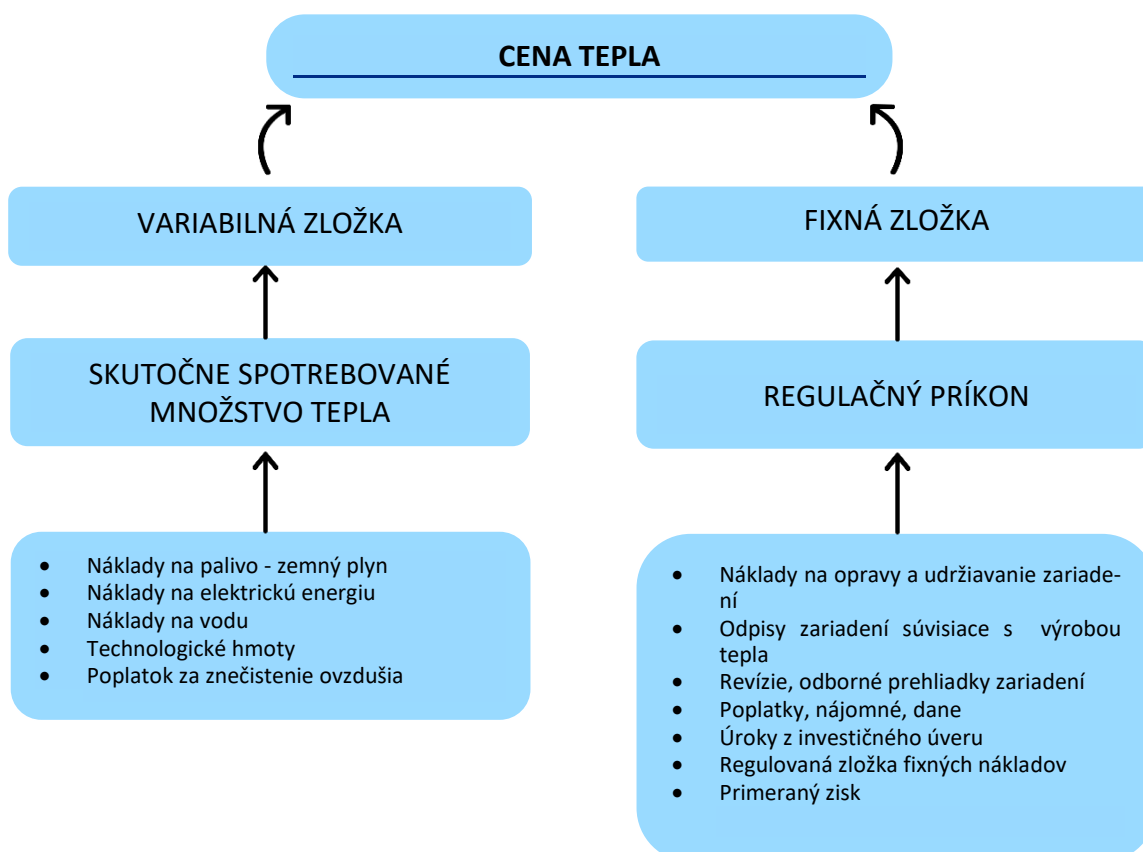 CENA TEPLA
VARIABILNÁ ZLOŽKA
FIXNÁ ZLOŽKA
SKUTOČNE SPOTREBOVANÉ
MNOŽSTVO TEPLA
REGULAČNÝ PRÍKON
• Náklady na palivo - zemný plyn
• Náklady na elektrickú energiu
• Náklady na vodu
• Technologické hmoty
• Poplatok za znečistenie ovzdušia
• Náklady na opravy a udržiavanie zariade-
ní
• Odpisy zariadení súvisiace s výrobou
tepla
• Revízie, odborné prehliadky zariadení
• Poplatky, nájomné, dane
• Úroky z investičného úveru
• Regulovaná zložka fixných nákladov
• Primeraný zisk